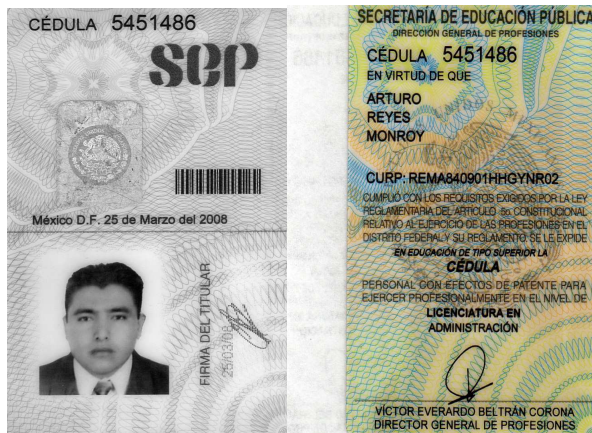 CÉDULA 5451486
SEP
México D.F. 25 de Marzo del 2008
FIRMA DEL TITULAR
25/03/08
SECRETARÍA DE EDUCACIÓN PÚBLICA
DIRECCIÓN GENERAL DE PROFESIONES
CÉDULA 5451486
EN VIRTUD DE QUE
ARTURO
REYES
MONROY
CURP: REMA840901HHGYNR02
CUMPLIÓ CON LOS REQUISITOS EXIGIDOS POR LA LEY
REGLAMENTARIA DEL ARTÍCULO 5o. CONSTITUCIONAL
RELATIVO AL EJERCICIO DE LAS PROFESIONES EN EL
DISTRITO FEDERAL Y SU REGLAMENTO SE LE EXPIDE
EN EDUCACIÓN DE TIPO SUPERIOR LA
CÉDULA
PERSONAL CON EFECTOS DE PATENTE PARA
EJERCER PROFESIONALMENTE EN EL NIVEL DE
LICENCIATURA EN
ADMINISTRACIÓN
VÍCTOR EVERARDO BELTRÁN CORONA
DIRECTOR GENERAL DE PROFESIONES